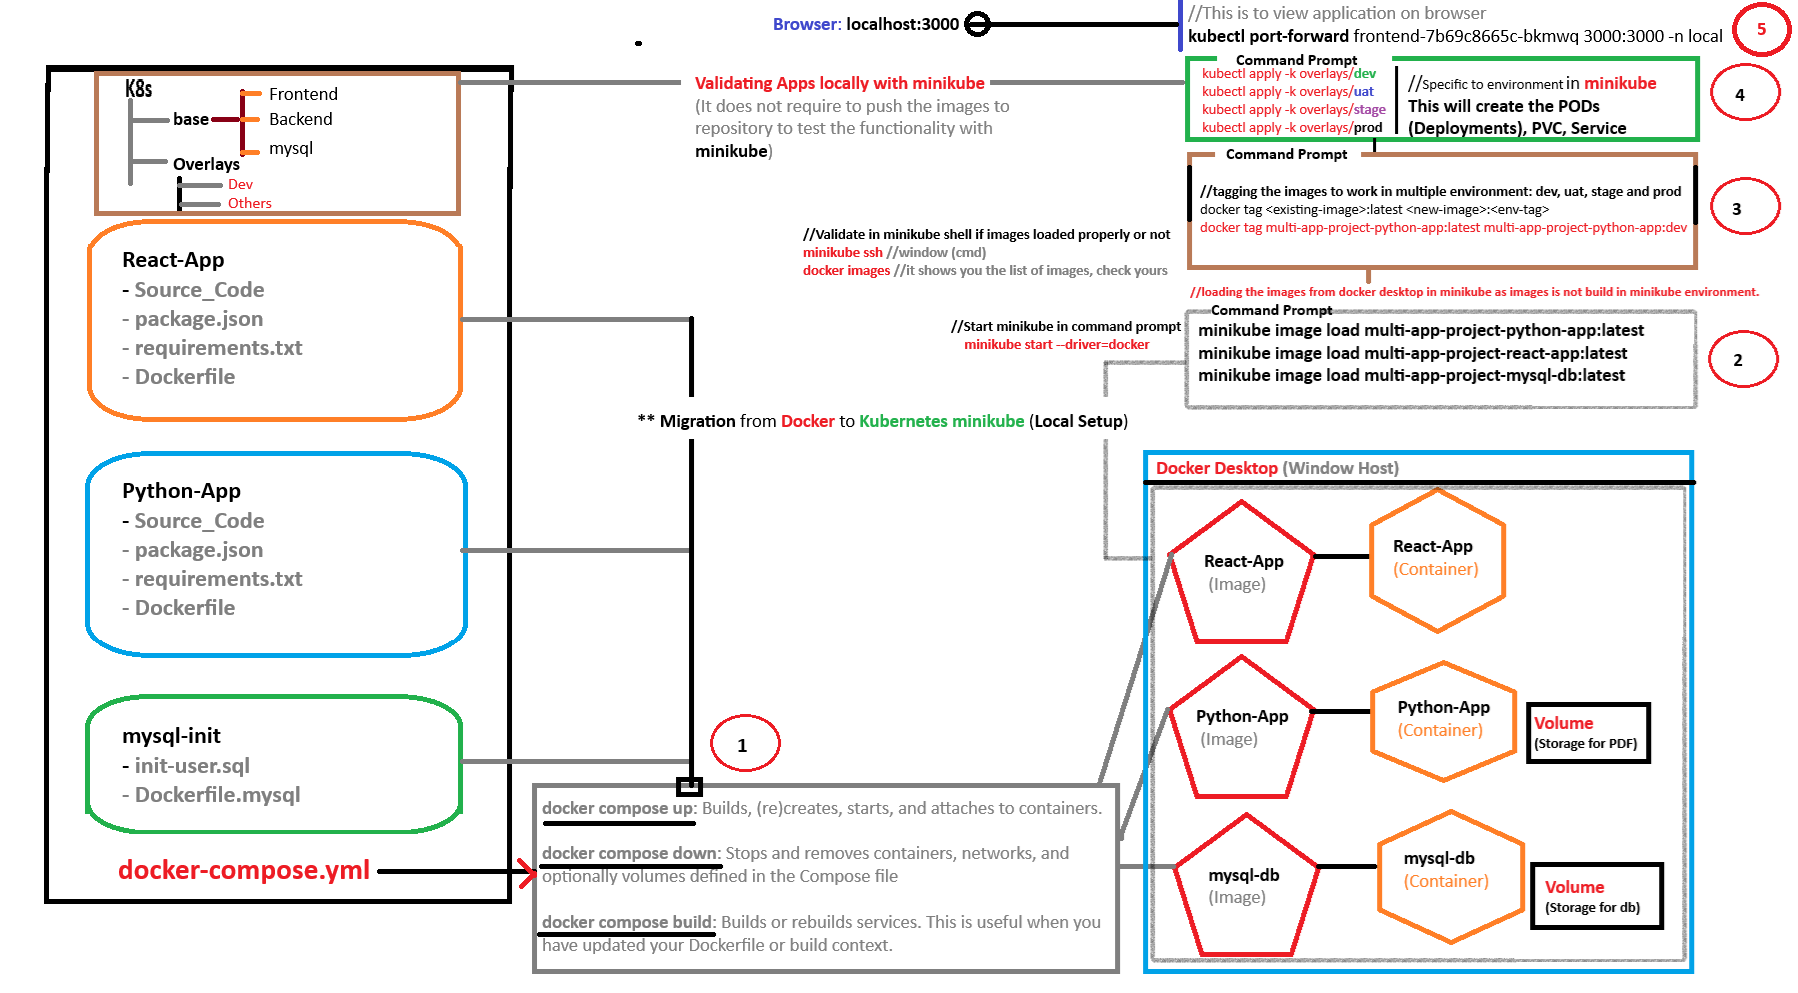 Browser: localhost:3000
//This is to view application on browser
kubectl port-forward frontend-7b69c8665c-bkmwq 3000:3000 -n local
5
K8s
base
Frontend
Backend
mysql
Overlays
Dev
Others
Validating Apps locally with minikube
(It does not require to push the images to
repository to test the functionality with
minikube)
Command Prompt
kubectl apply -k overlays/dev
kubectl apply -k overlays/uat
kubectl apply -k overlays/stage
kubectl apply -k overlays/prod
//Specific to environment in minikube
This will create the PODs
(Deployments), PVC, Service
4
Command Prompt
//tagging the images to work in multiple environment: dev, uat, stage and prod
docker tag <existing-image>:latest <new-image>:<env-tag>
docker tag multi-app-project-python-app:latest multi-app-project-python-app:dev
3
//Validate in minikube shell if images loaded properly or not
minikube ssh //window (cmd)
docker images //it shows you the list of images, check yours
//loading the images from docker desktop in minikube as images is not build in minikube environment.
Command Prompt
minikube image load multi-app-project-python-app:latest
minikube image load multi-app-project-react-app:latest
minikube image load multi-app-project-mysql-db:latest
2
//Start minikube in command prompt
minikube start --driver=docker
** Migration from Docker to Kubernetes minikube (Local Setup)
React-App
- Source_Code
- package.json
- requirements.txt
- Dockerfile
Python-App
- Source_Code
- package.json
- requirements.txt
- Dockerfile
mysql-init
- init-user.sql
- Dockerfile.mysql
docker-compose.yml
1
docker compose up: Builds, (re)creates, starts, and attaches to containers.
docker compose down: Stops and removes containers, networks, and
optionally volumes defined in the Compose file
docker compose build: Builds or rebuilds services. This is useful when you
have updated your Dockerfile or build context.
Docker Desktop (Window Host)
React-App
(Image)
React-App
(Container)
Python-App
(Image)
Python-App
(Container)
Volume
(Storage for PDF)
mysql-db
(Image)
mysql-db
(Container)
Volume
(Storage for db)